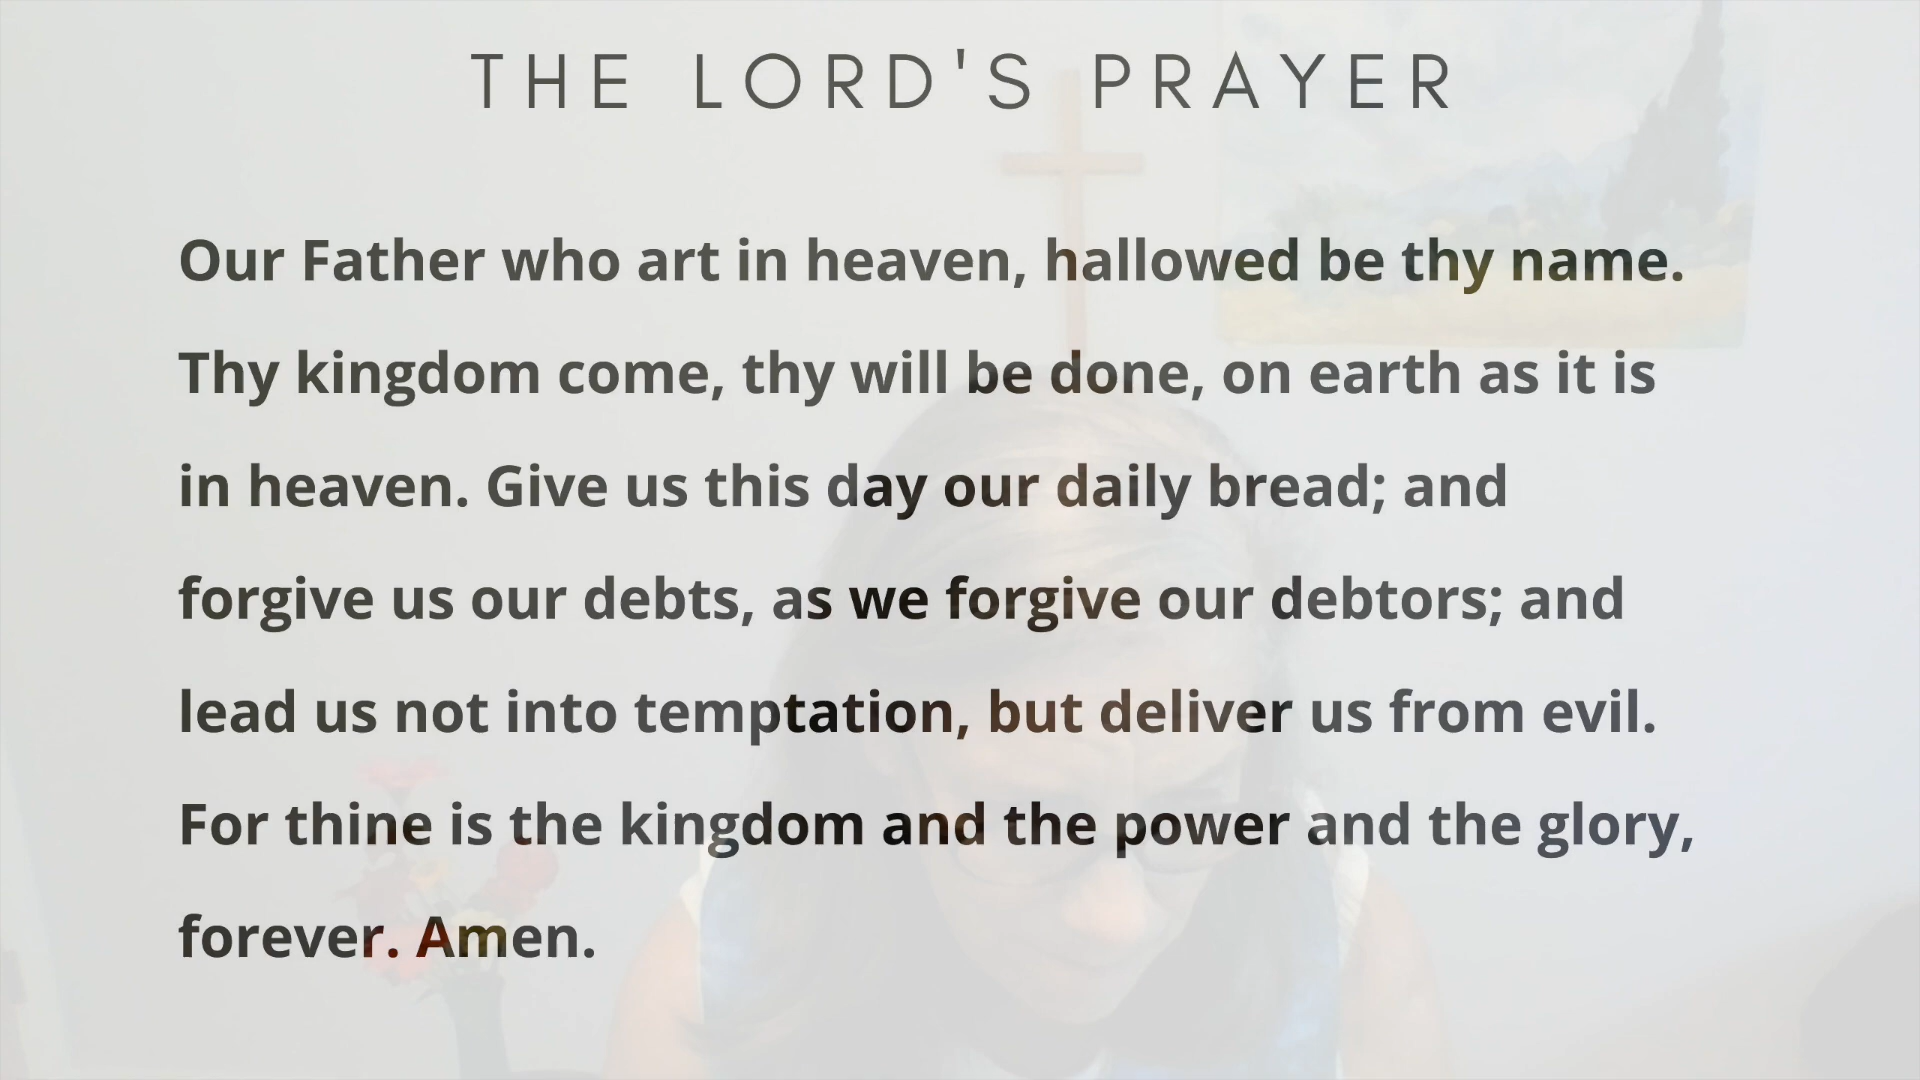 THE LORD'S PRAYER
Our Father who art in heaven, hallowed be thy name.
Thy kingdom come, thy will be done, on earth as it is
in heaven. Give us this day our daily bread; and
forgive us our debts, as we forgive our debtors; and
lead us not into temptation, but deliver us from evil.
For thine is the kingdom and the power and the glory,
forever. Amen.